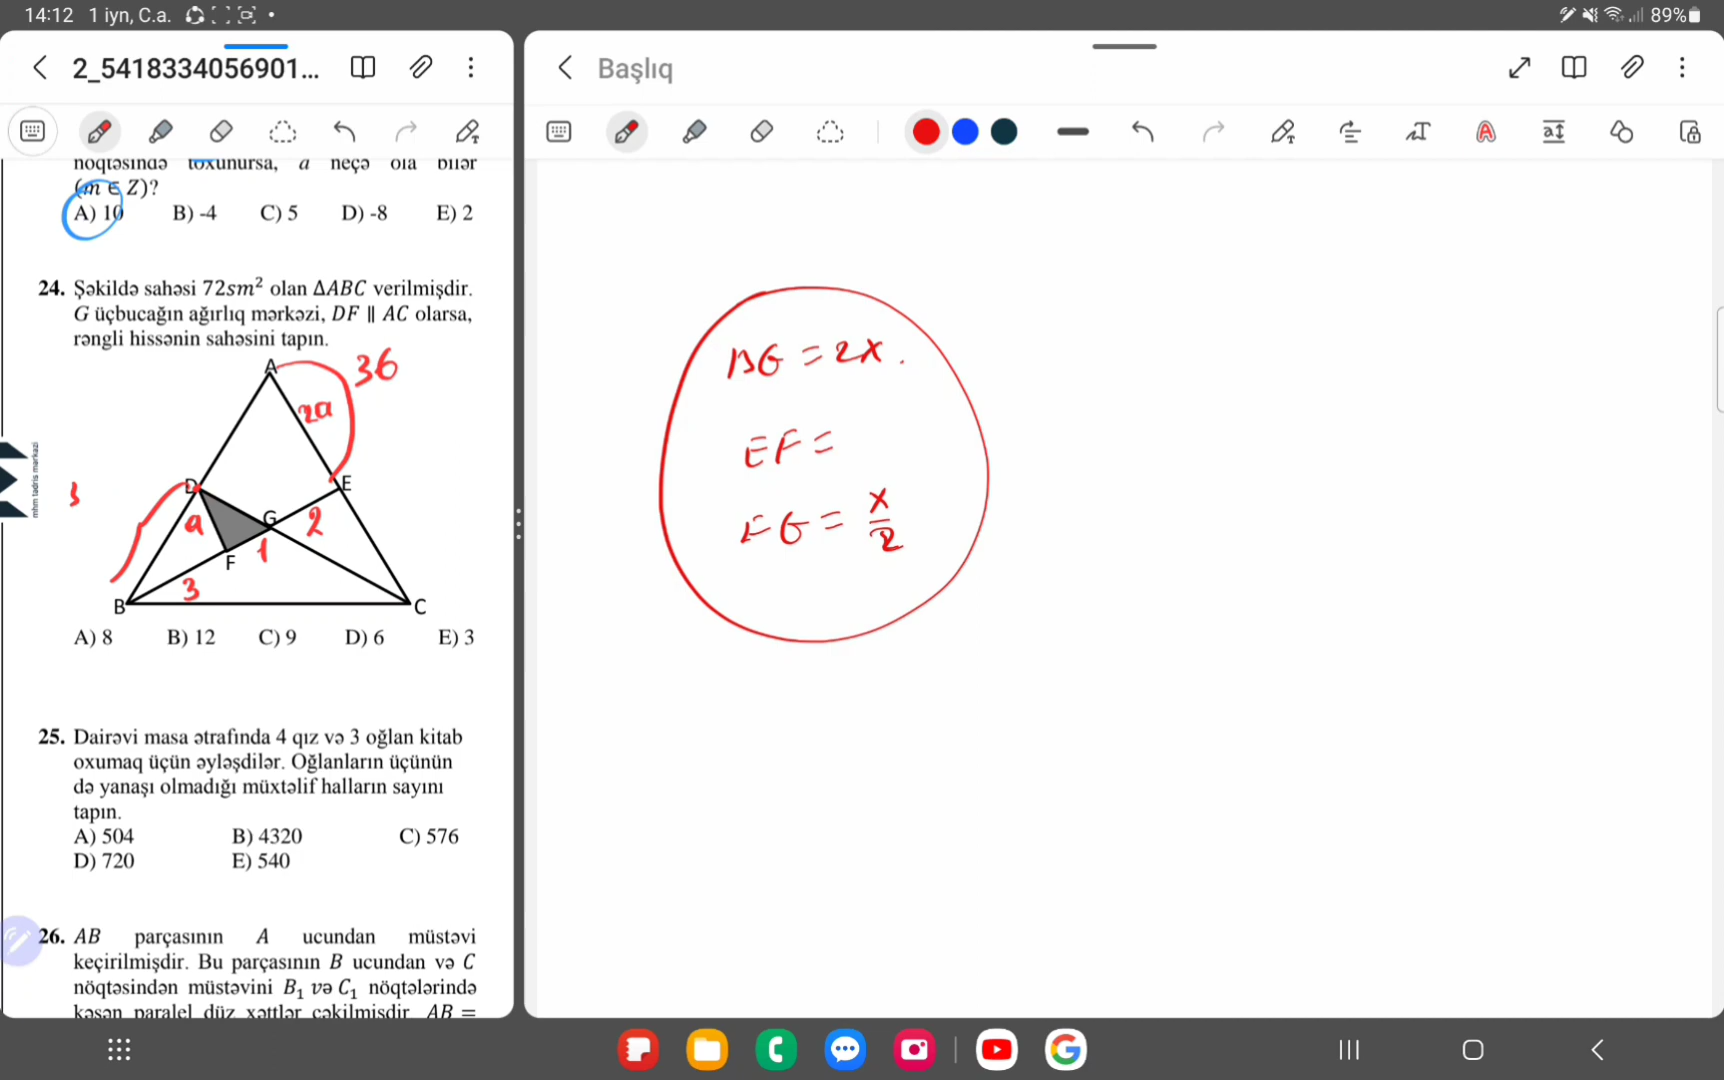 14:12 1 iyn, C.a.
89%
2_5418334056901...
Başlıq
nöqtəsində toxunursa, a neçə ola bilər
(m ∈ Z)?
A) 10 B) -4 C) 5 D) -8 E) 2
24. Şəkildə sahəsi 72sm² olan ΔABC verilmişdir.
G üçbucağın ağırlıq mərkəzi, DF ∥ AC olarsa,
rəngli hissənin sahəsini tapın.
A
36
2a
D
E
a
G
2
F
1
3
B
C
mhm tədris mərkəzi
A) 8 B) 12 C) 9 D) 6 E) 3
25. Dairəvi masa ətrafında 4 qız və 3 oğlan kitab
oxumaq üçün əyləşdilər. Oğlanların üçünün
də yanaşı olmadığı müxtəlif halların sayını
tapın.
A) 504 B) 4320 C) 576
D) 720 E) 540
26. AB parçasının A ucundan müstəvi
keçirilmişdir. Bu parçasının B ucundan və C
nöqtəsindən müstəvini B₁ və C₁ nöqtələrində
kəsən paralel düz xəttlər çəkilmişdir AB =
BG = 2x.
EF =
FG = x/2